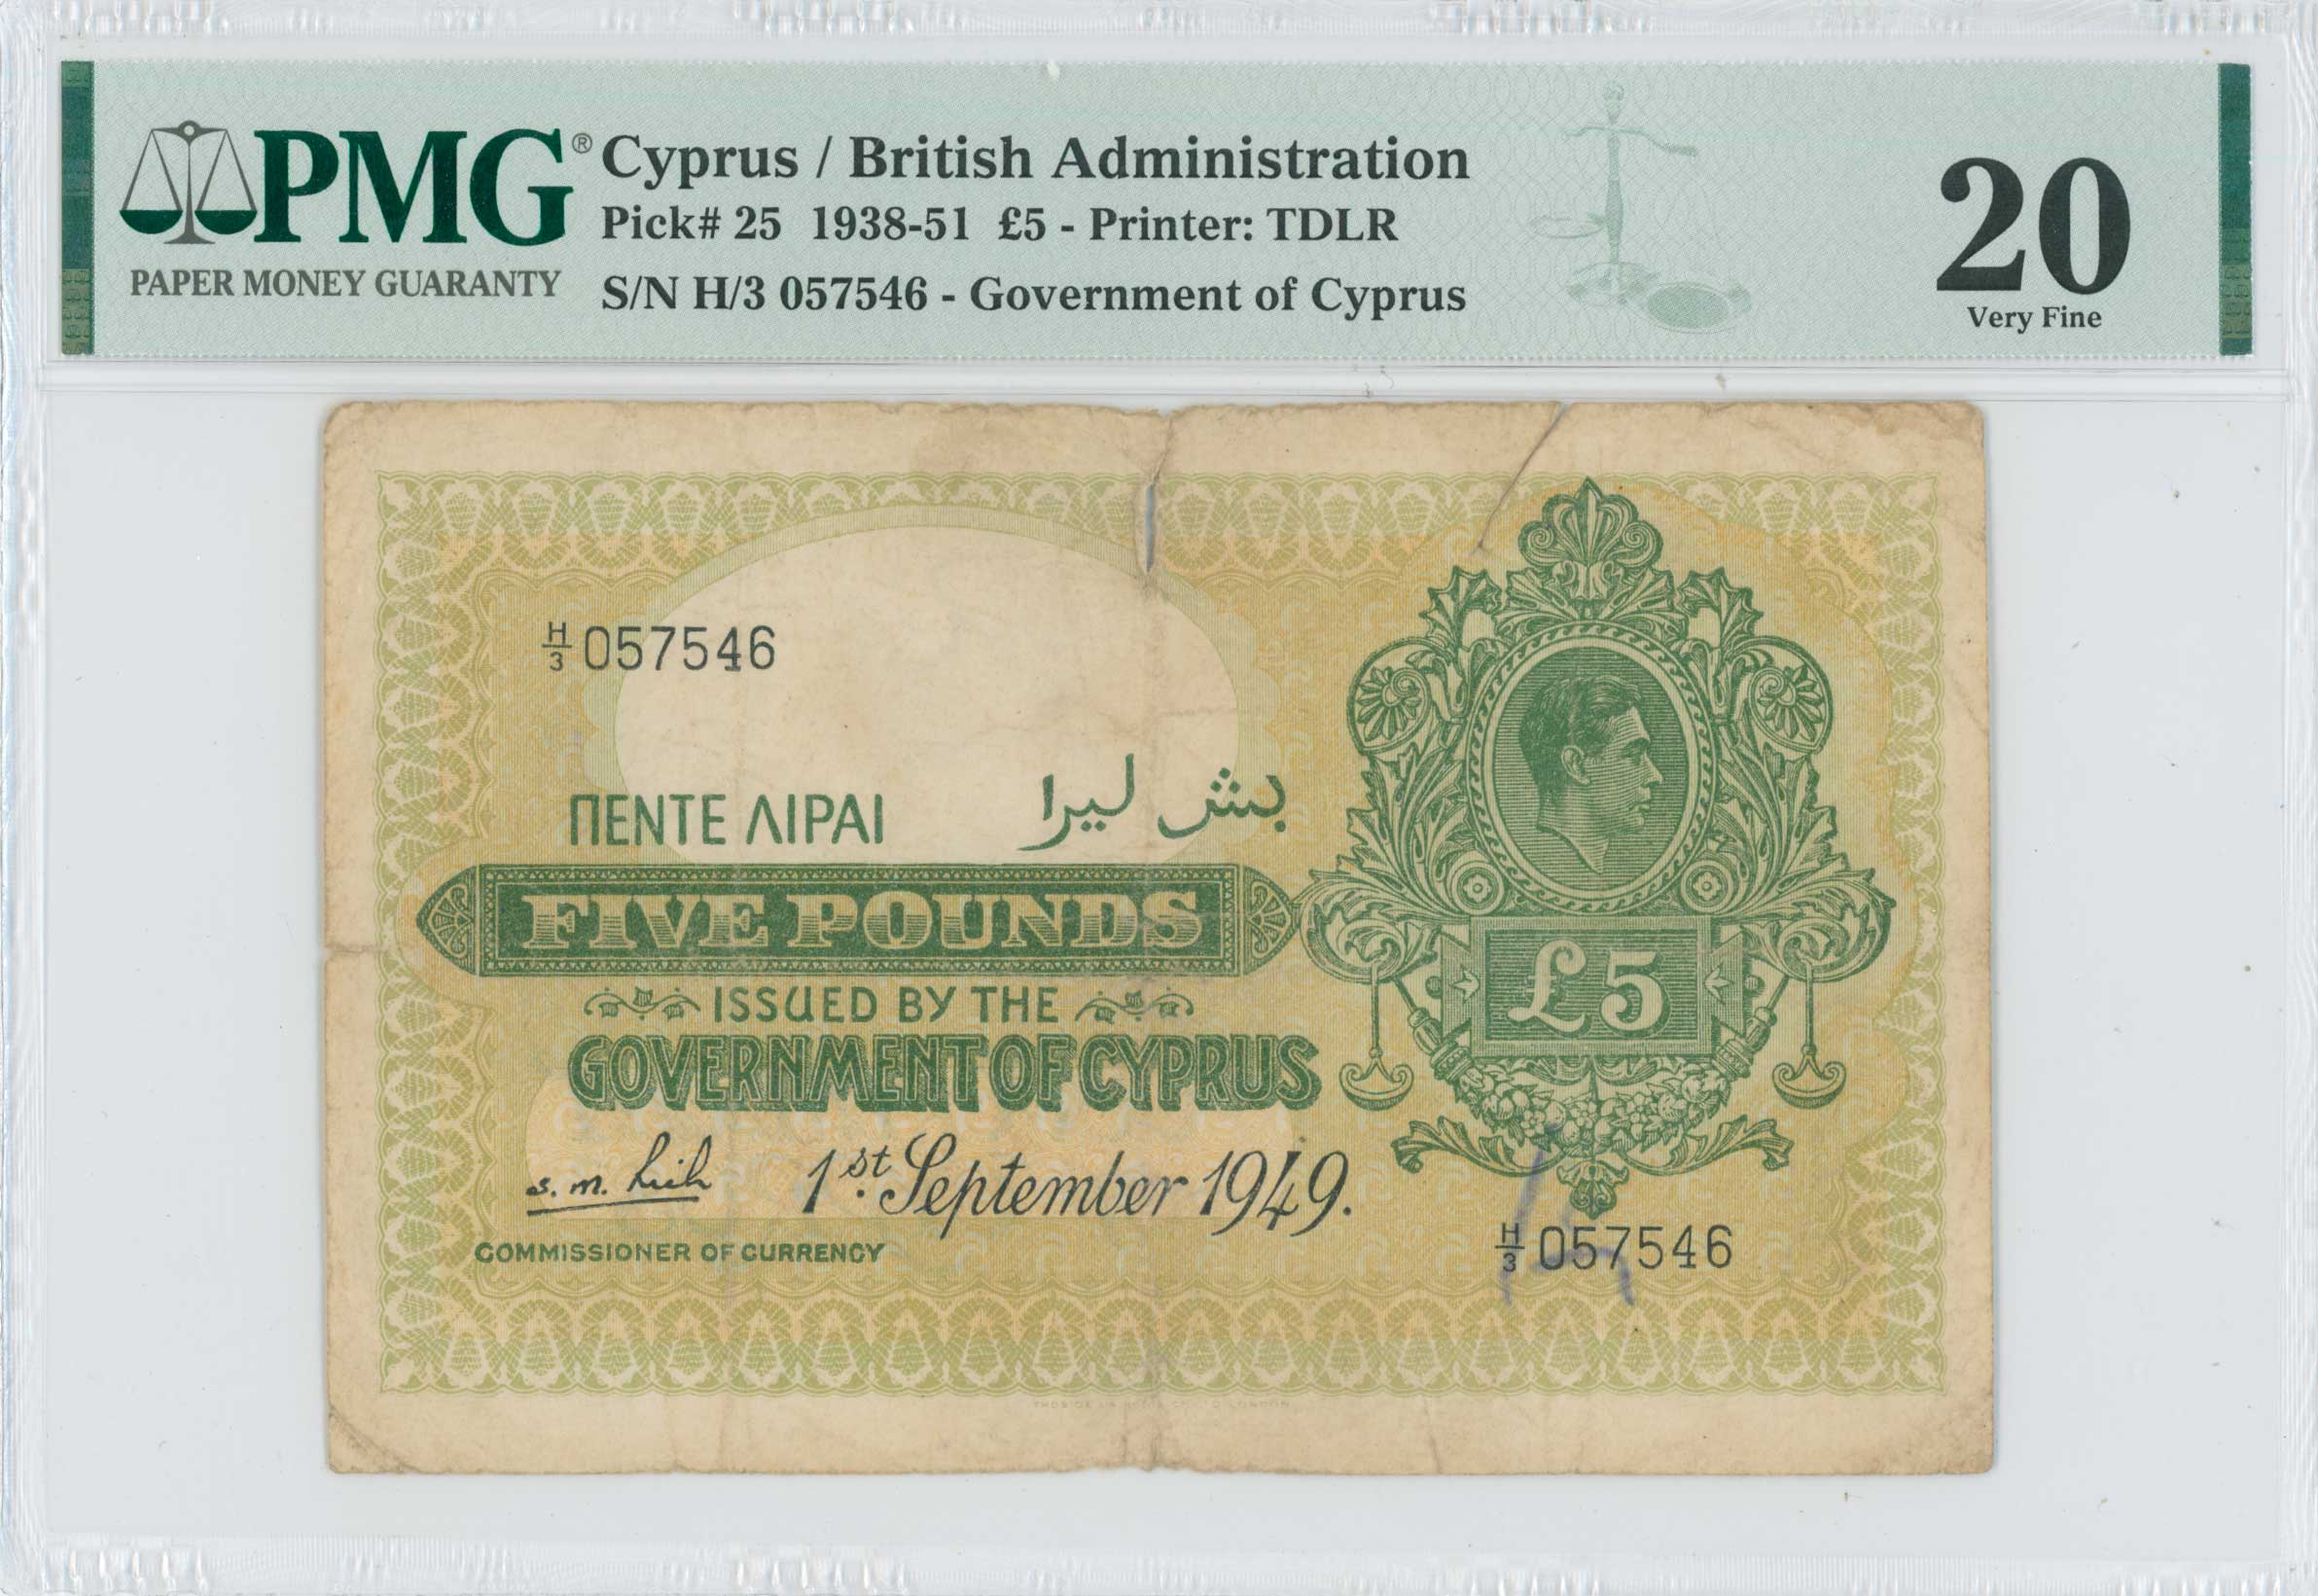 PMG®
PAPER MONEY GUARANTY
Cyprus / British Administration
Pick# 25 1938-51 £5 - Printer: TDLR
S/N H/3 057546 - Government of Cyprus
20
Very Fine
H/3 057546
ΠΕΝΤΕ ΛΙΡΑΙ
بش ليرا
FIVE POUNDS
£5
ISSUED BY THE
GOVERNMENT OF CYPRUS
1st September 1949.
COMMISSIONER OF CURRENCY
H/3 057546